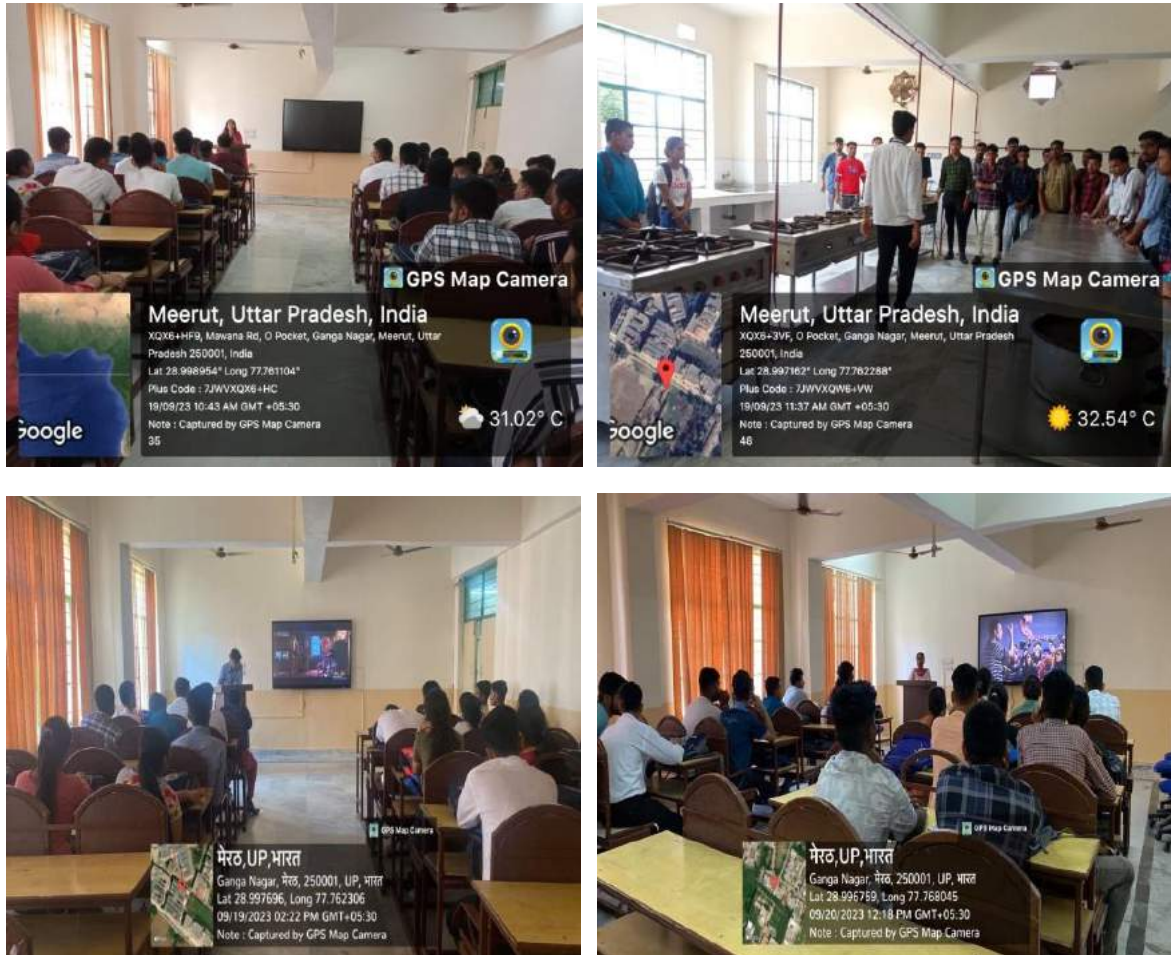 GPS Map Camera
Meerut, Uttar Pradesh, India
XQX6+HF9, Mawana Rd, O Pocket, Ganga Nagar, Meerut, Uttar
Pradesh 250001, India
Lat 28.998954° Long 77.761104°
Plus Code : 7JWVXQX6+HC
19/09/23 10:43 AM GMT +05:30
Note : Captured by GPS Map Camera
35
Google
31.02° C
GPS Map Camera
Meerut, Uttar Pradesh, India
XQX6+3VF, O Pocket, Ganga Nagar, Meerut, Uttar Pradesh
250001, India
Lat 28.997162° Long 77.762288°
Plus Code : 7JWVXQW6+VW
19/09/23 11:37 AM GMT +05:30
Note : Captured by GPS Map Camera
46
Google
32.54° C
GPS Map Camera
मेरठ,UP,भारत
Ganga Nagar, मेरठ, 250001, UP, भारत
Lat 28.997696, Long 77.762306
09/19/2023 02:22 PM GMT+05:30
Note : Captured by GPS Map Camera
GPS Map Camera
मेरठ,UP,भारत
Ganga Nagar, मेरठ, 250001, UP, भारत
Lat 28.996759, Long 77.768045
09/20/2023 12:18 PM GMT+05:30
Note : Captured by GPS Map Camera